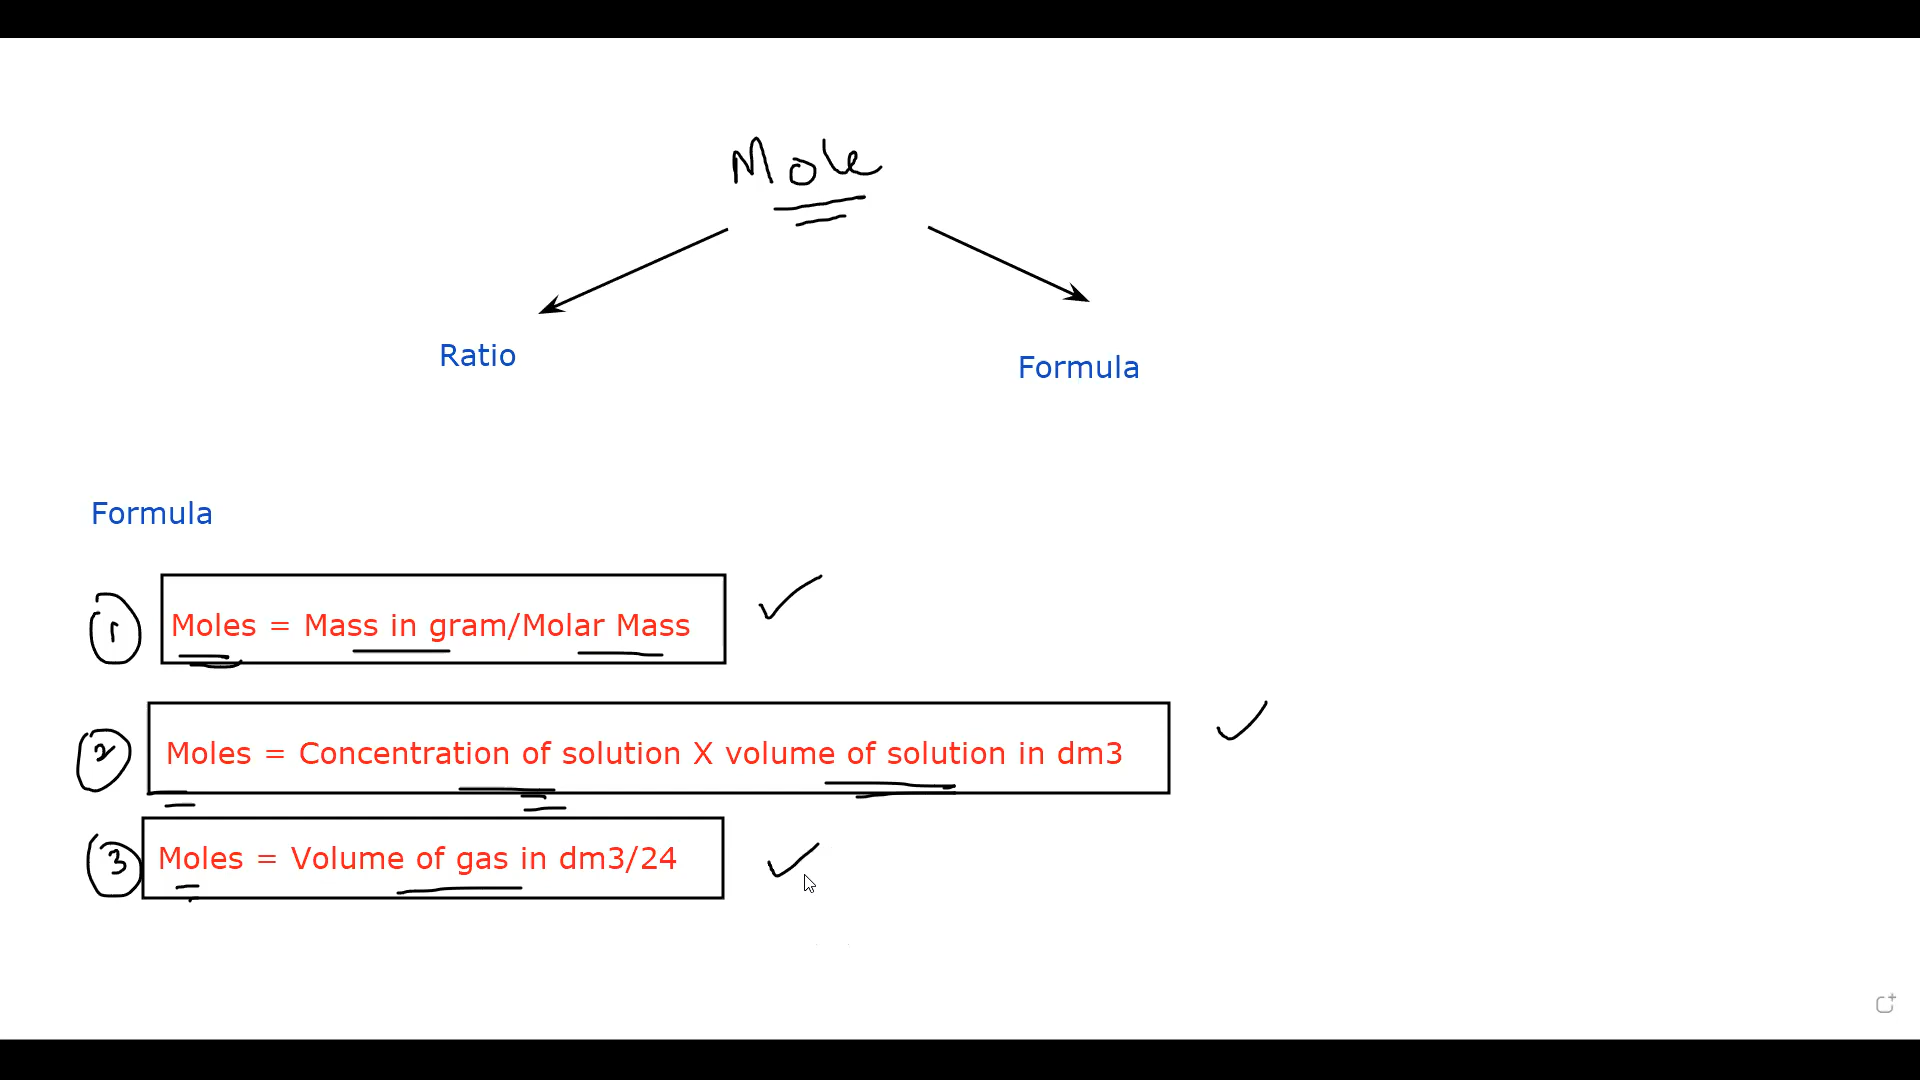 Mole
Ratio
Formula
Formula
1 Moles = Mass in gram/Molar Mass
2 Moles = Concentration of solution X volume of solution in dm3
3 Moles = Volume of gas in dm3/24